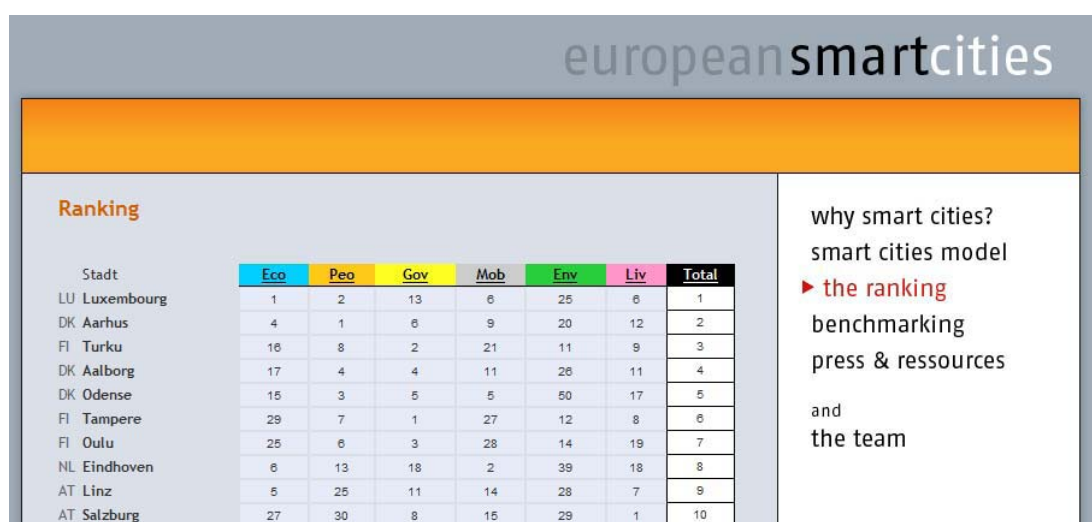 europeansmartcities
Ranking
Stadt Eco Peo Gov Mob Env Liv Total
LU Luxembourg 1 2 13 6 25 6 1
DK Aarhus 4 1 6 9 20 12 2
FI Turku 16 8 2 21 11 9 3
DK Aalborg 17 4 4 11 26 11 4
DK Odense 15 3 5 5 50 17 5
FI Tampere 29 7 1 27 12 8 6
FI Oulu 25 6 3 28 14 19 7
NL Eindhoven 6 13 18 2 39 18 8
AT Linz 5 25 11 14 28 7 9
AT Salzburg 27 30 8 15 29 1 10
why smart cities?
smart cities model
the ranking
benchmarking
press & ressources
and
the team